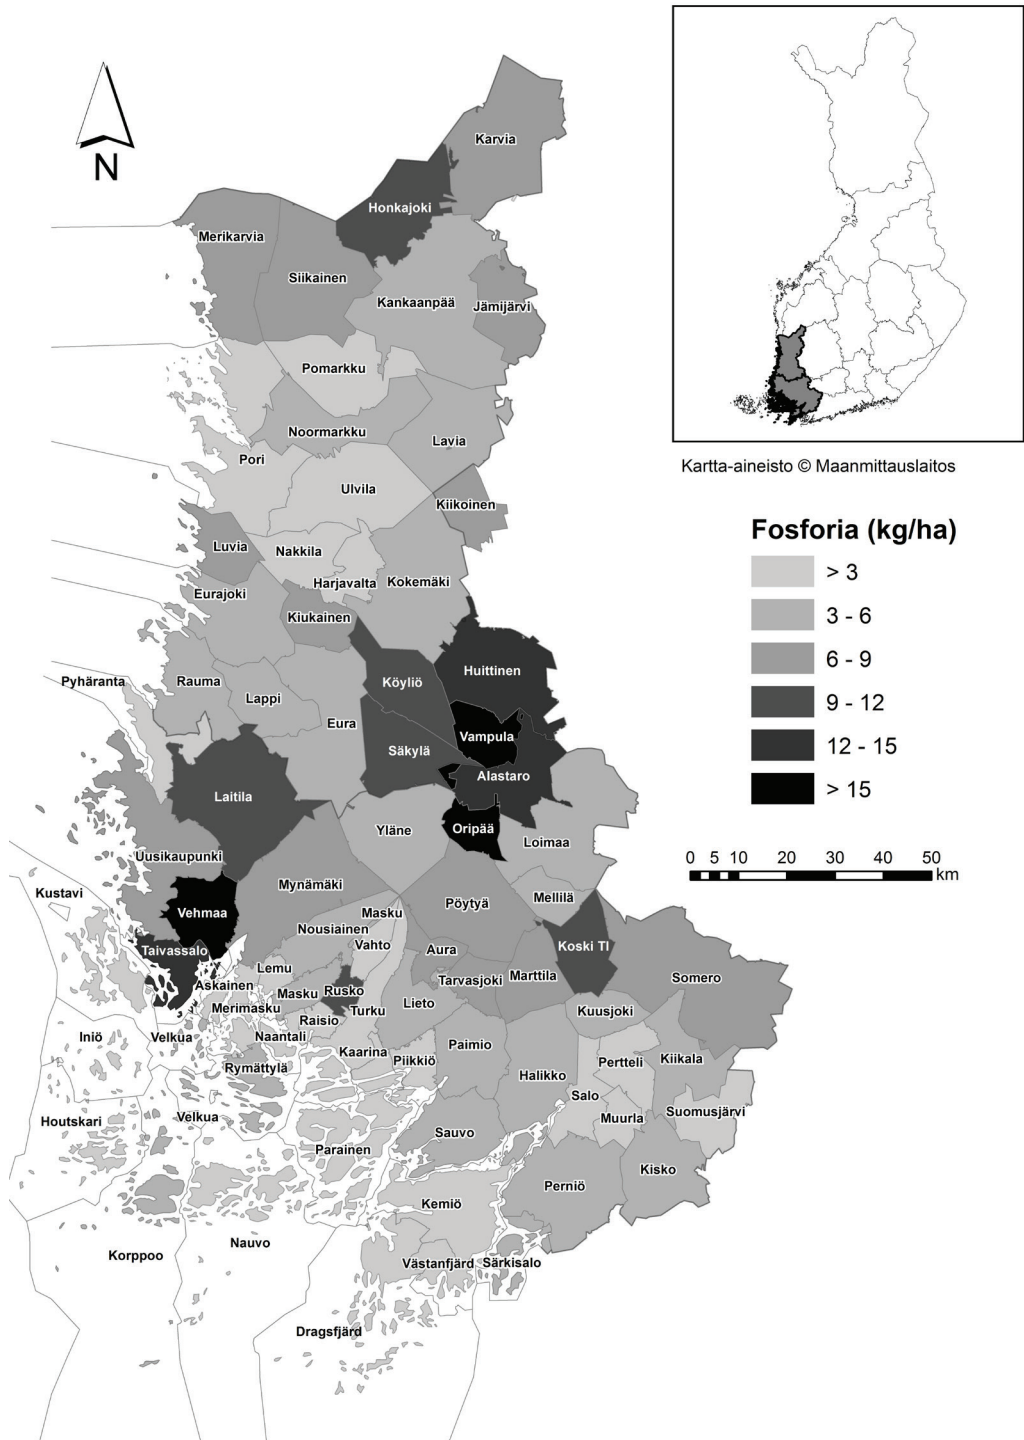 N
Karvia
Honkajoki
Merikarvia
Siikainen
Kankaanpää
Jämijärvi
Pomarkku
Noormarkku
Lavia
Pori
Ulvila
Kiikoinen
Luvia
Nakkila
Harjavalta
Kokemäki
Eurajoki
Kiukainen
Huittinen
Pyhäranta
Rauma
Lappi
Köyliö
Eura
Vampula
Säkylä
Alastaro
Laitila
Yläne
Oripää
Loimaa
Uusikaupunki
Mynämäki
Kustavi
Vehmaa
Mellilä
Pöytyä
Masku
Nousiainen
Vahto
Koski Tl
Taivassalo
Aura
Lemu
Askainen
Tarvasjoki
Marttila
Somero
Masku
Rusko
Merimasku
Turku
Lieto
Kuusjoki
Raisio
Iniö
Velkua
Naantali
Kaarina
Piikkiö
Paimio
Pertteli
Kiikala
Rymättylä
Halikko
Salo
Houtskari
Velkua
Muurla
Suomusjärvi
Sauvo
Parainen
Kisko
Perniö
Kemiö
Korppoo
Nauvo
Västanfjärd
Särkisalo
Dragsfjärd
Kartta-aineisto © Maanmittauslaitos
Fosforia (kg/ha)
> 3
3 - 6
6 - 9
9 - 12
12 - 15
> 15
0 5 10 20 30 40 50
km